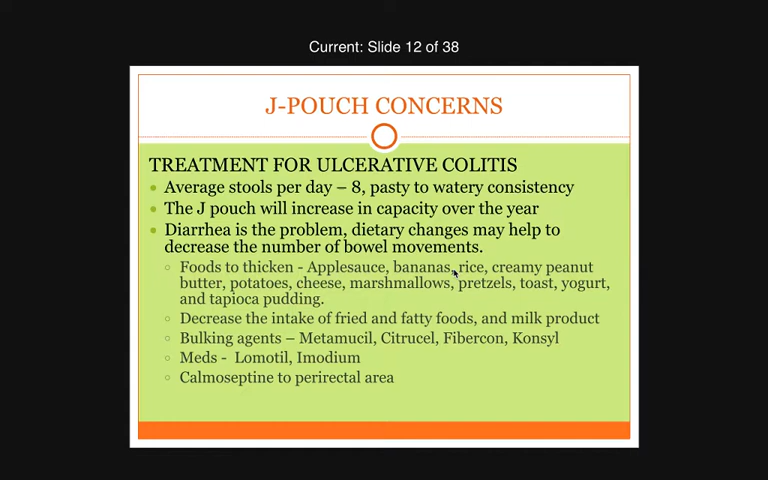 Current: Slide 12 of 38
J-POUCH CONCERNS
TREATMENT FOR ULCERATIVE COLITIS
Average stools per day – 8, pasty to watery consistency
The J pouch will increase in capacity over the year
Diarrhea is the problem, dietary changes may help to
decrease the number of bowel movements.
Foods to thicken - Applesauce, bananas, rice, creamy peanut
butter, potatoes, cheese, marshmallows, pretzels, toast, yogurt,
and tapioca pudding.
Decrease the intake of fried and fatty foods, and milk product
Bulking agents – Metamucil, Citrucel, Fibercon, Konsyl
Meds - Lomotil, Imodium
Calmoseptine to perirectal area